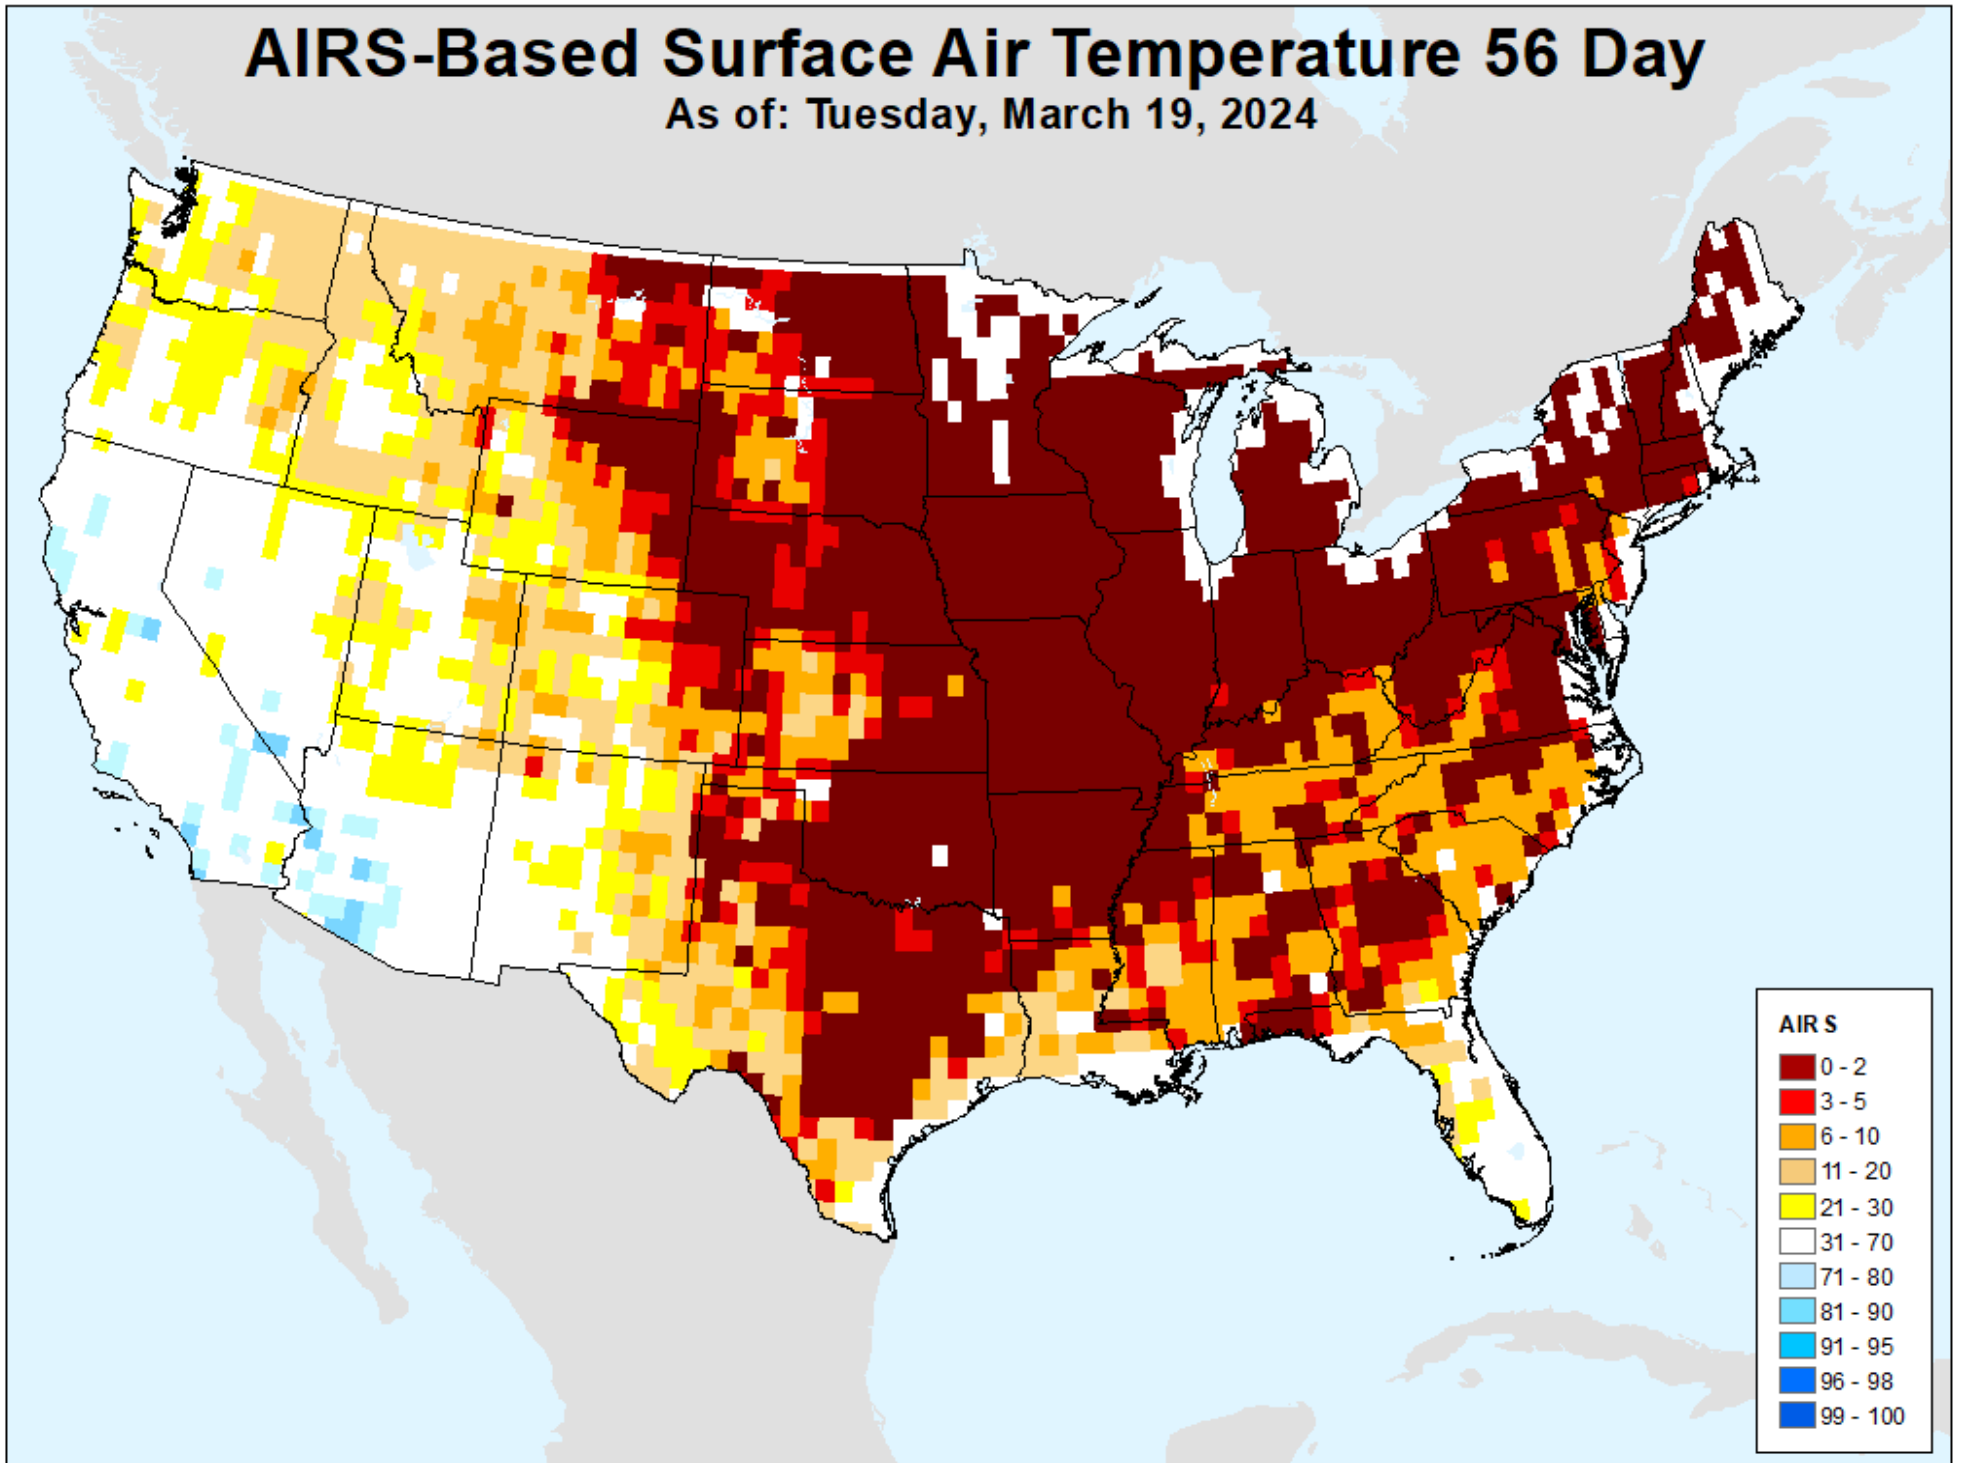 AIRS-Based Surface Air Temperature 56 Day
As of: Tuesday, March 19, 2024
AIRS
0 - 2
3 - 5
6 - 10
11 - 20
21 - 30
31 - 70
71 - 80
81 - 90
91 - 95
96 - 98
99 - 100